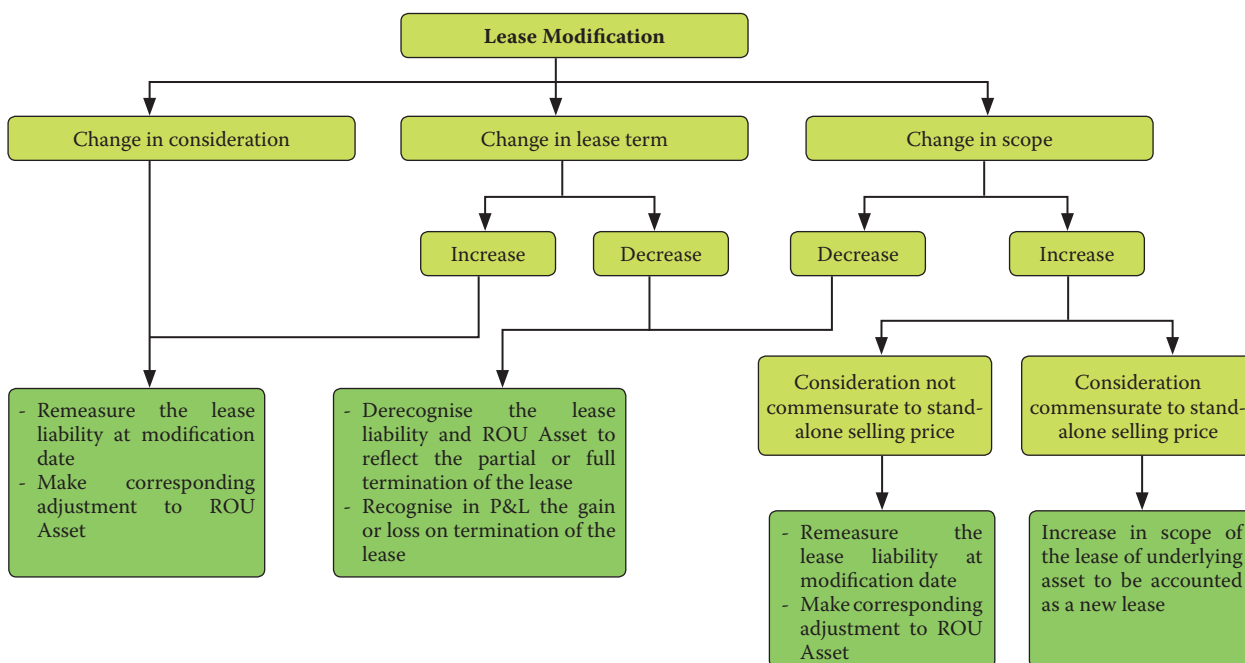 Lease Modification
Change in consideration
Change in lease term
Change in scope
Increase
Decrease
Decrease
Increase
Consideration not
commensurate to stand-
alone selling price
Consideration
commensurate to stand-
alone selling price
- Remeasure the lease
liability at modification
date
- Make corresponding
adjustment to ROU
Asset
- Derecognise the lease
liability and ROU Asset to
reflect the partial or full
termination of the lease
- Recognise in P&L the gain
or loss on termination of the
lease
- Remeasure the
lease liability at
modification date
- Make corresponding
adjustment to ROU
Asset
Increase in scope of
the lease of underlying
asset to be accounted
as a new lease